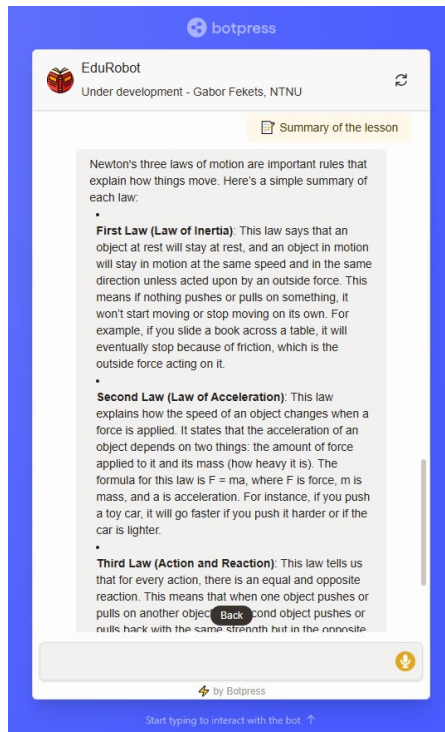 botpress
EduRobot
Under development - Gabor Fekets, NTNU
Summary of the lesson
Newton's three laws of motion are important rules that
explain how things move. Here's a simple summary of
each law:
•
First Law (Law of Inertia): This law says that an
object at rest will stay at rest, and an object in motion
will stay in motion at the same speed and in the same
direction unless acted upon by an outside force. This
means if nothing pushes or pulls on something, it
won't start moving or stop moving on its own. For
example, if you slide a book across a table, it will
eventually stop because of friction, which is the
outside force acting on it.
•
Second Law (Law of Acceleration): This law
explains how the speed of an object changes when a
force is applied. It states that the acceleration of an
object depends on two things: the amount of force
applied to it and its mass (how heavy it is). The
formula for this law is F = ma, where F is force, m is
mass, and a is acceleration. For instance, if you push
a toy car, it will go faster if you push it harder or if the
car is lighter.
•
Third Law (Action and Reaction): This law tells us
that for every action, there is an equal and opposite
reaction. This means that when one object pushes or
pulls on another objec Back cond object pushes or
pulls back with the same strength but in the opposite
by Botpress
Start typing to interact with the bot ↑